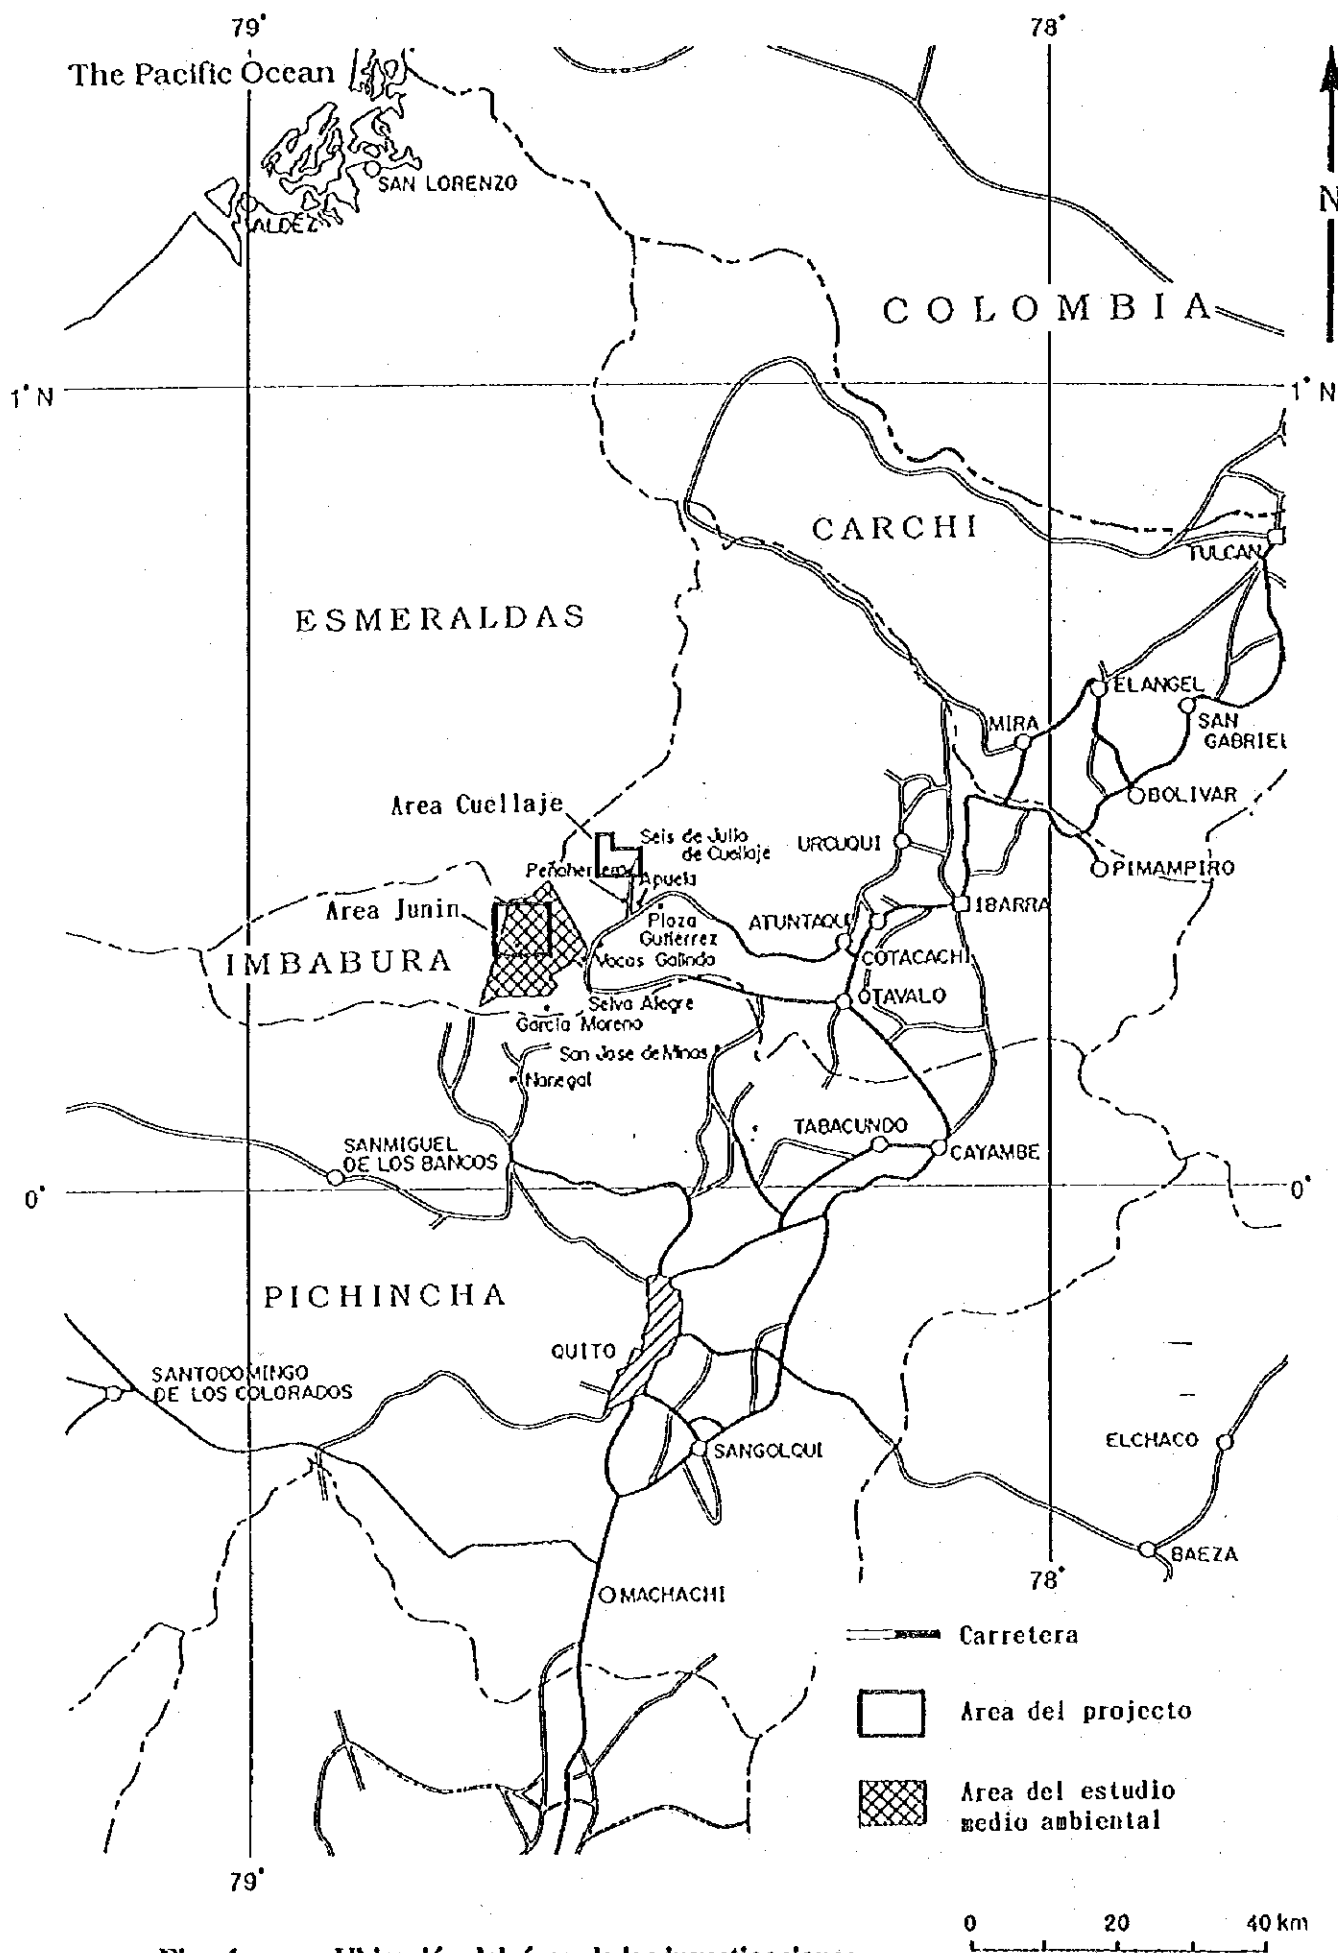 79°
78°
The Pacific Ocean
SAN LORENZO
VALDEZ
N
COLOMBIA
1° N
1° N
CARCHI
TULCAN
ESMERALDAS
EL ANGEL
MIRA
SAN
GABRIEL
BOLIVAR
Area Cuellaje
Seis de Julio
de Cuellaje
URCUQUI
PIMAMPIRO
Apuela
Area Junin
IBARRA
Plaza
Gutiérrez
ATUNTAQUI
COTACACHI
IMBABURA
Vacas Galindo
OTAVALO
Selva Alegre
García Moreno
San Jose de Minas
Nanegal
TABACUNDO
CAYAMBE
SANMIGUEL
DE LOS BANCOS
0°
0°
PICHINCHA
QUITO
SANTODOMINGO
DE LOS COLORADOS
SANGOLQUI
ELCHACO
BAEZA
78°
MACHACHI
Carretera
Area del projecto
Area del estudio
medio ambiental
79°
0 20 40 km